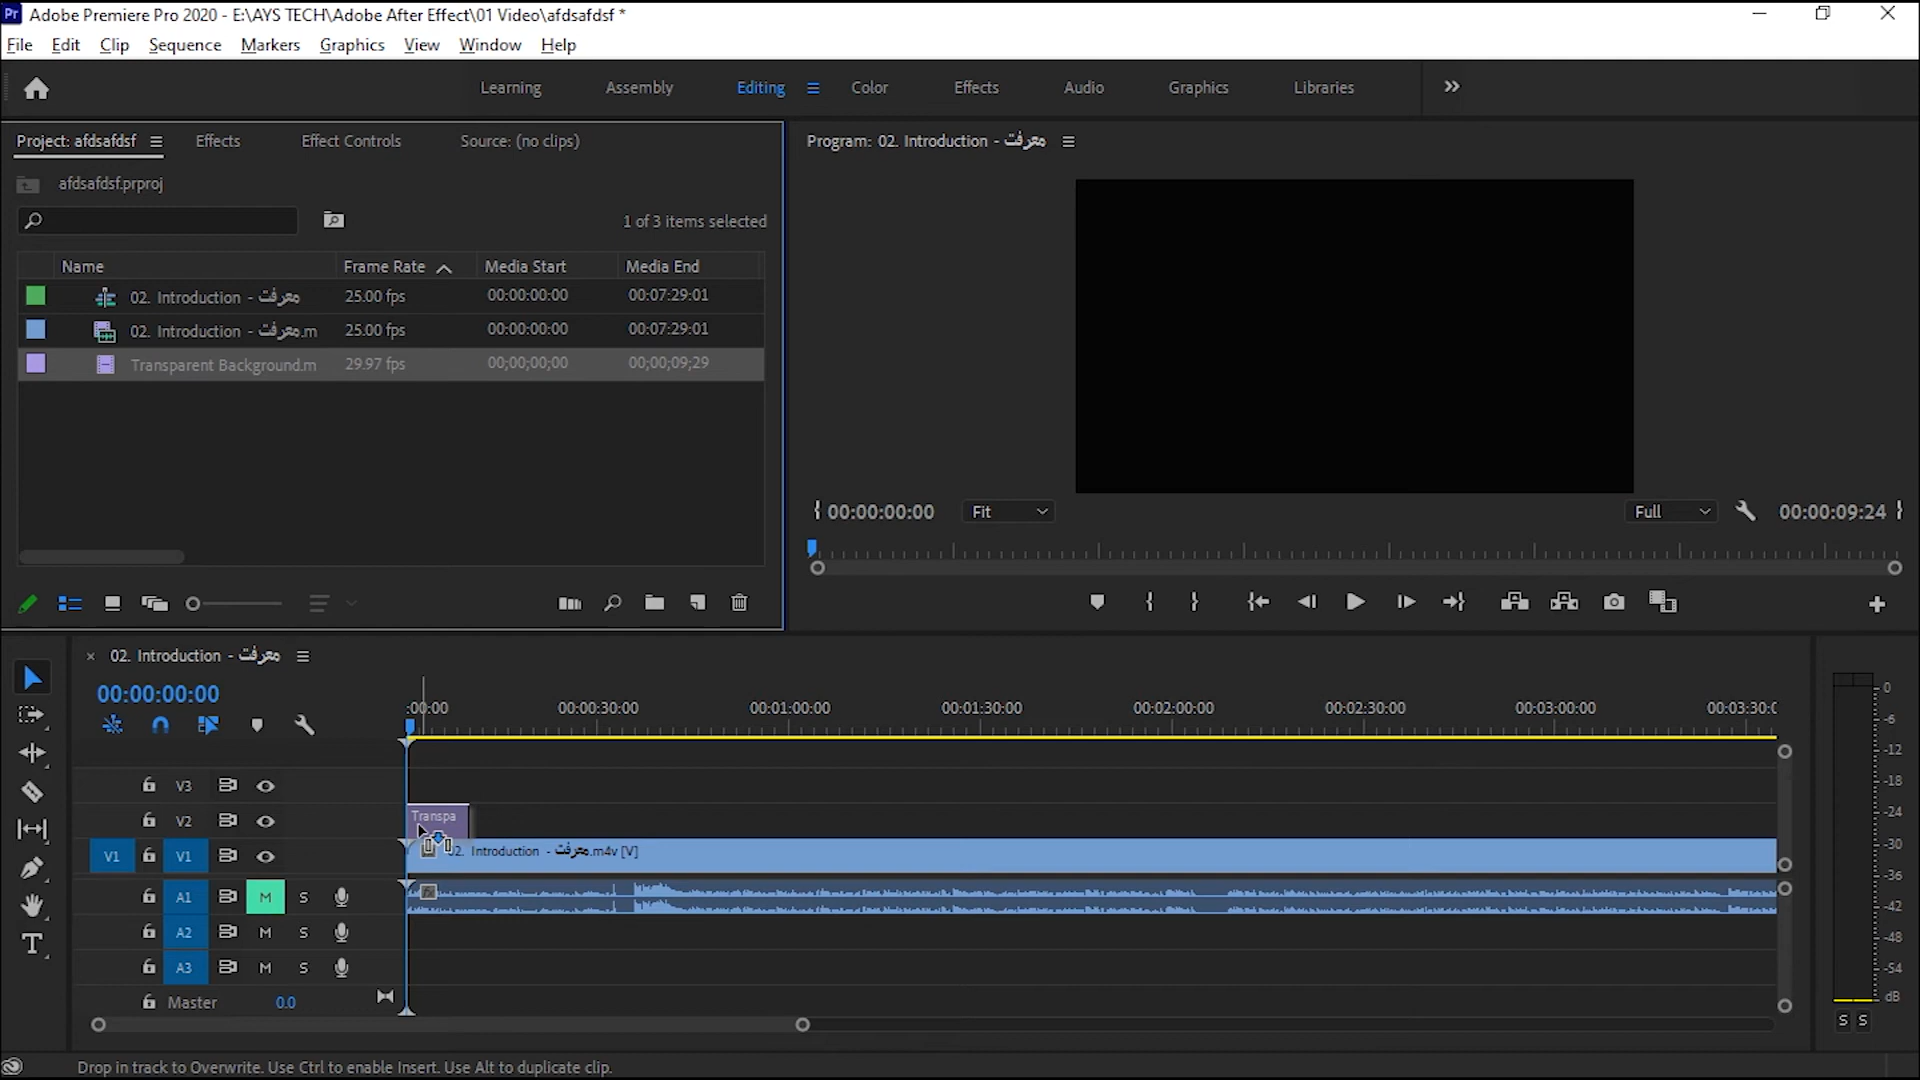 Adobe Premiere Pro 2020 - E:\AYS TECH\Adobe After Effect\01 Video\afdsafdsf *
File Edit Clip Sequence Markers Graphics View Window Help
Learning Assembly Editing Color Effects Audio Graphics Libraries
Project: afdsafdsf Effects Effect Controls Source: (no clips)
Program: 02. Introduction - معرفت
afdsafdsf.prproj
1 of 3 items selected
Name Frame Rate Media Start Media End
02. Introduction - معرفت 25.00 fps 00:00:00:00 00:07:29:01
02. Introduction - معرفت.m 25.00 fps 00:00:00:00 00:07:29:01
Transparent Background.m 29.97 fps 00;00;00;00 00;00;09;29
00:00:00:00 Fit Full 00:00:09:24
02. Introduction - معرفت
00:00:00:00
:00:00 00:00:30:00 00:01:00:00 00:01:30:00 00:02:00:00 00:02:30:00 00:03:00:00 00:03:30:0
V3
V2 Transpa
V1 V1 02. Introduction - معرفت.m4v [V]
A1 M S fx
A2 M S
A3 M S
Master 0.0
0
-6
-12
-18
-24
-30
-36
-42
-48
-54
dB
S S
Drop in track to Overwrite. Use Ctrl to enable Insert. Use Alt to duplicate clip.